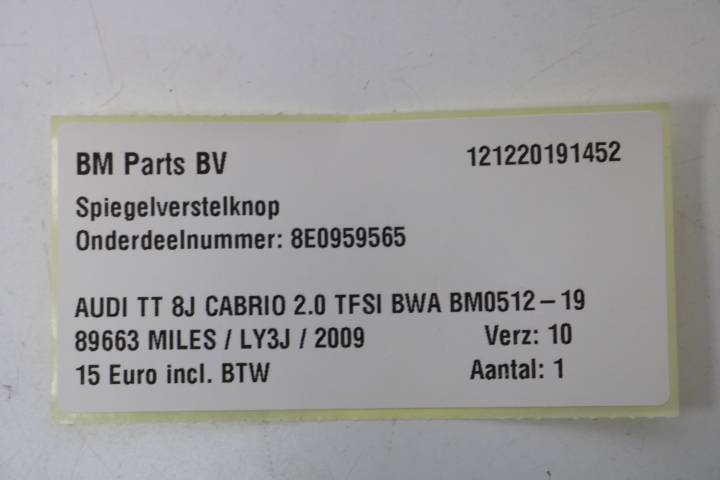 BM Parts BV 121220191452
Spiegelverstelknop
Onderdeelnummer: 8E0959565
AUDI TT 8J CABRIO 2.0 TFSI BWA BM0512-19
89663 MILES / LY3J / 2009 Verz: 10
15 Euro incl. BTW Aantal: 1